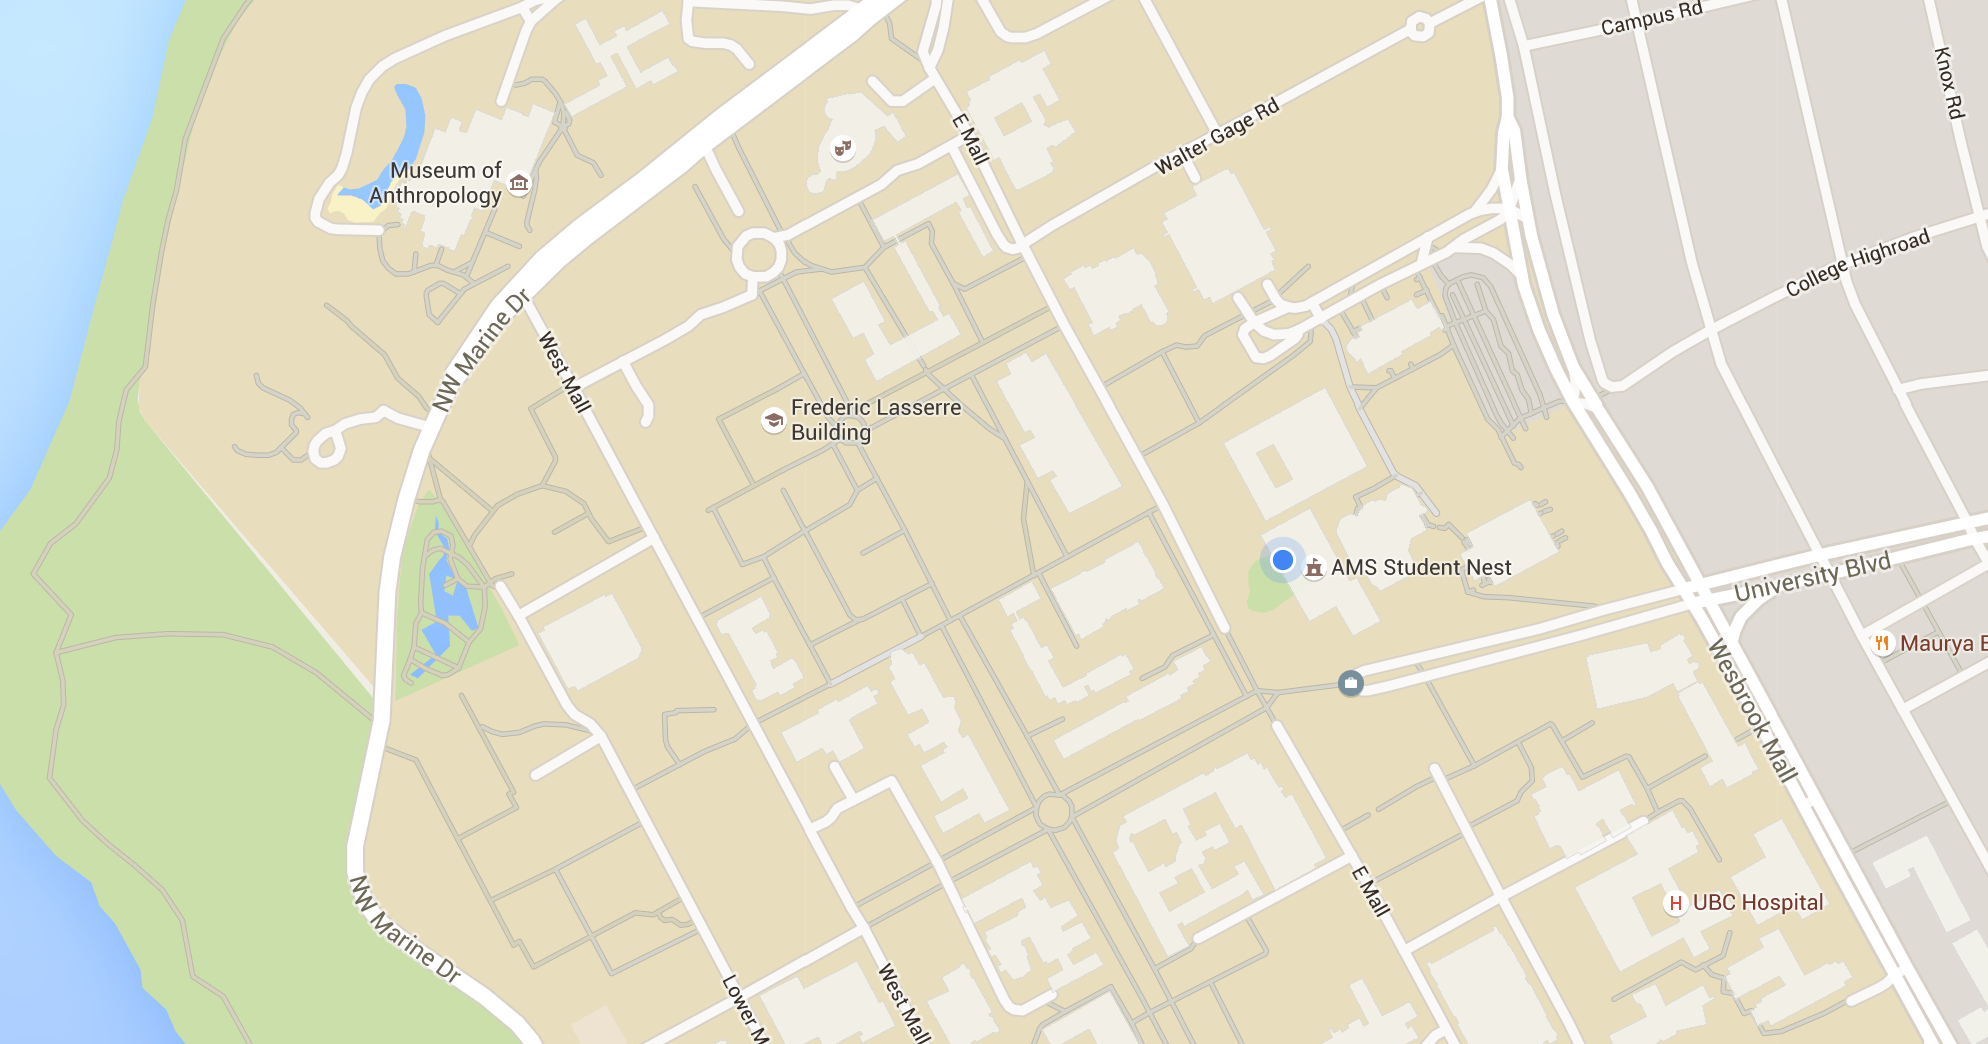 Campus Rd
Knox Rd
E Mall
Walter Gage Rd
Museum of
Anthropology
College Highroad
NW Marine Dr
West Mall
Frederic Lasserre
Building
AMS Student Nest
University Blvd
Maurya B
Wesbrook Mall
E Mall
H UBC Hospital
NW Marine Dr
Lower M
West Mall